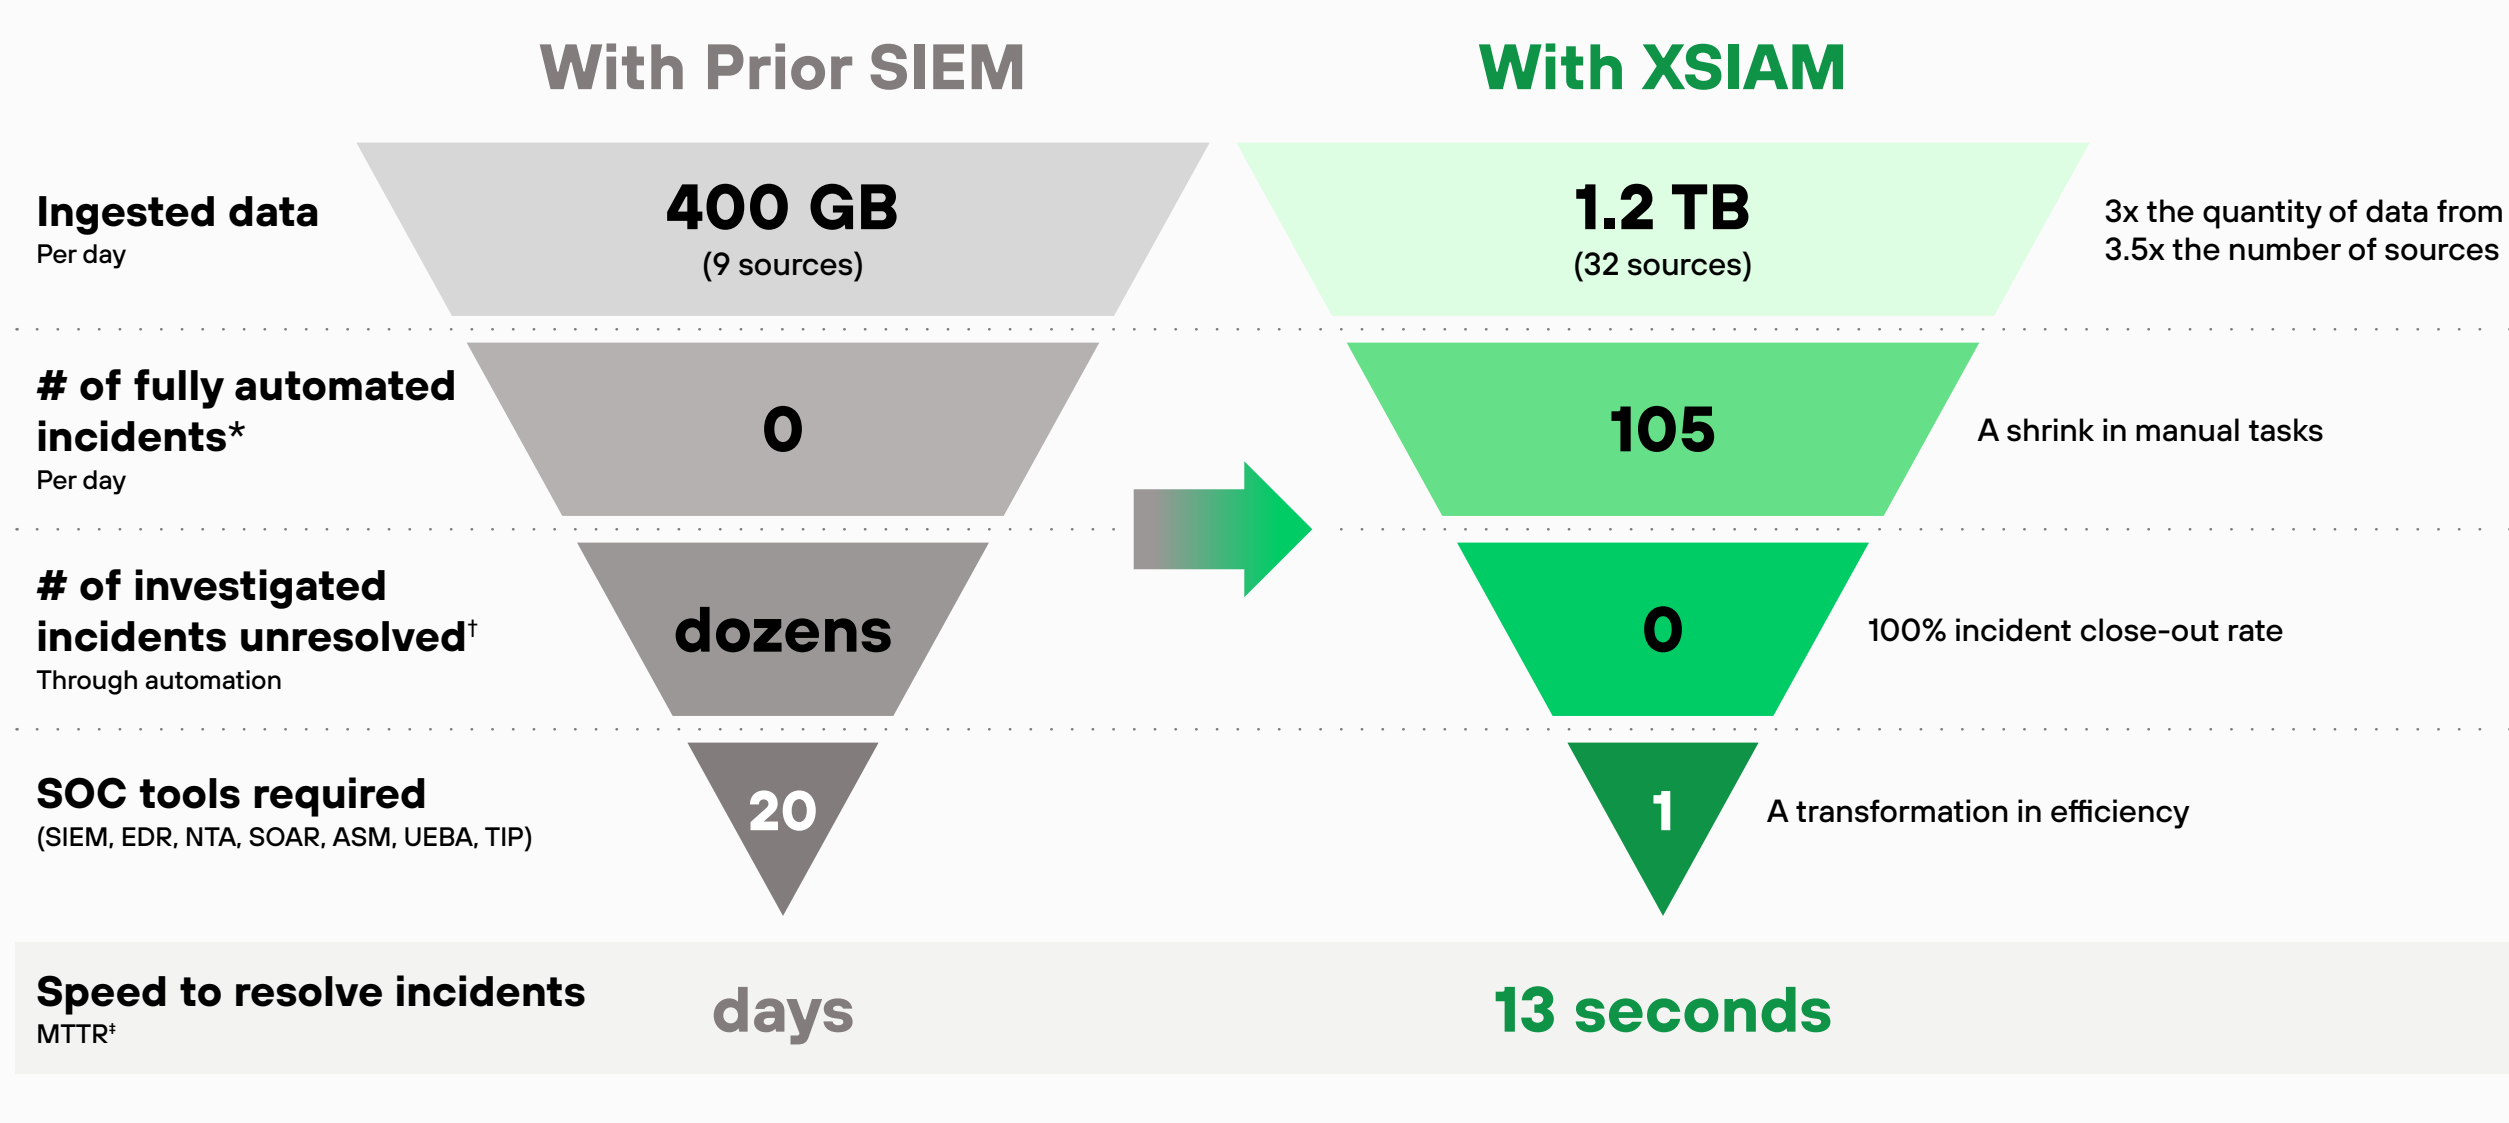 With Prior SIEM
With XSIAM
Ingested data
Per day
400 GB
(9 sources)
1.2 TB
(32 sources)
3x the quantity of data from
3.5x the number of sources
# of fully automated
incidents*
Per day
0
105
A shrink in manual tasks
# of investigated
incidents unresolved†
Through automation
dozens
0
100% incident close-out rate
SOC tools required
(SIEM, EDR, NTA, SOAR, ASM, UEBA, TIP)
20
1
A transformation in efficiency
Speed to resolve incidents
MTTR‡
days
13 seconds